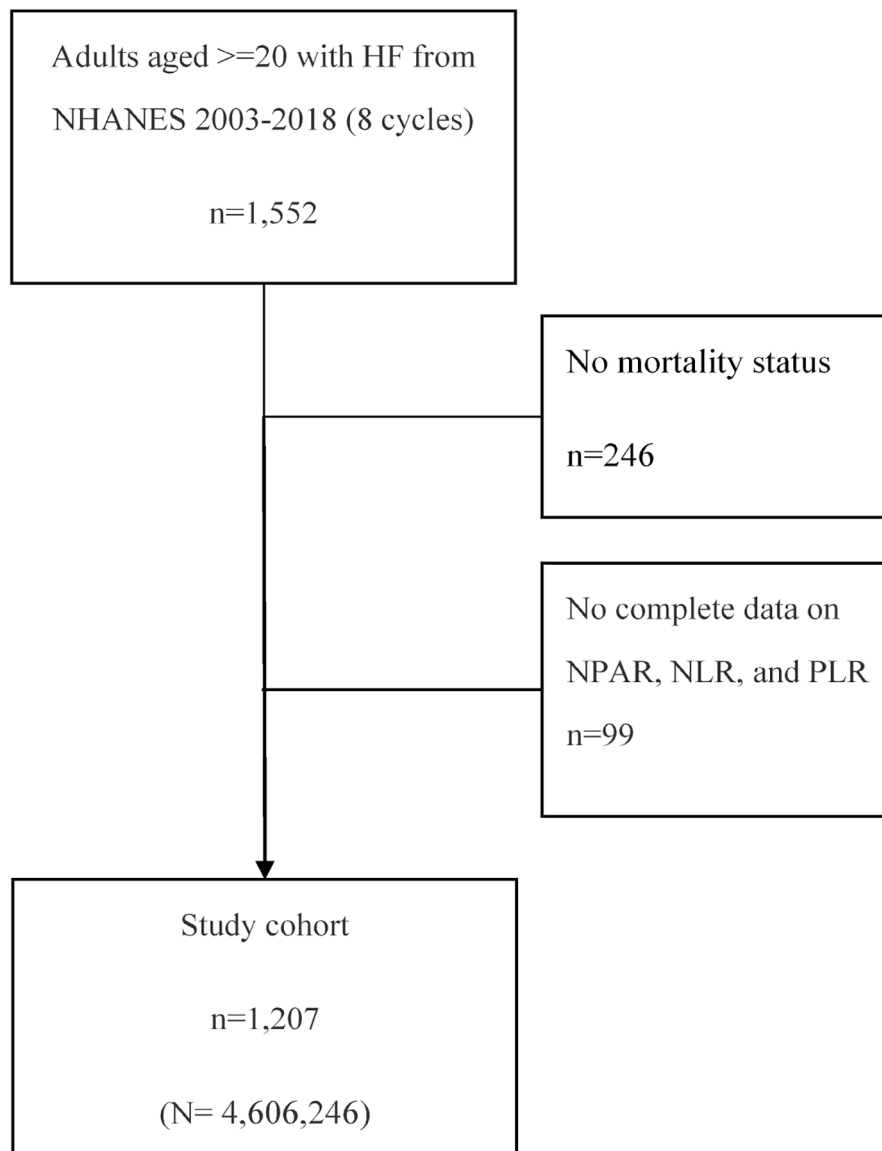 Adults aged >=20 with HF from
NHANES 2003-2018 (8 cycles)
n=1,552
No mortality status
n=246
No complete data on
NPAR, NLR, and PLR
n=99
Study cohort
n=1,207
(N= 4,606,246)